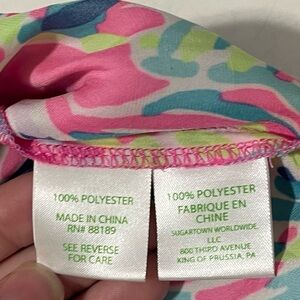 100% POLYESTER
MADE IN CHINA
RN# 88189
SEE REVERSE
FOR CARE
100% POLYESTER
FABRIQUE EN
CHINE
SUGARTOWN WORLDWIDE
LLC
800 THIRD AVENUE
KING OF PRUSSIA, PA